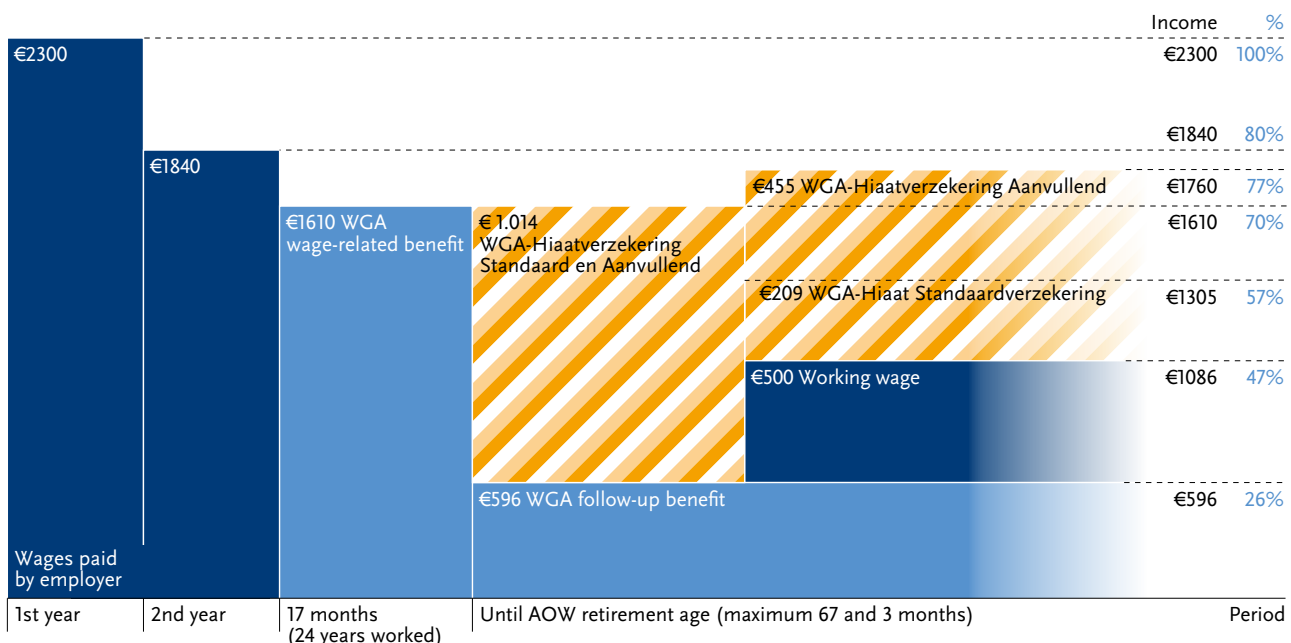 Income %
€2300 €2300 100%
€1840 80%
€1840
€455 WGA-Hiaatverzekering Aanvullend €1760 77%
€1610 WGA
wage-related benefit
€ 1.014
WGA-Hiaatverzekering
Standaard en Aanvullend
€1610 70%
€209 WGA-Hiaat Standaardverzekering €1305 57%
€500 Working wage €1086 47%
€596 WGA follow-up benefit €596 26%
Wages paid
by employer
1st year
2nd year
17 months
(24 years worked)
Until AOW retirement age (maximum 67 and 3 months)
Period